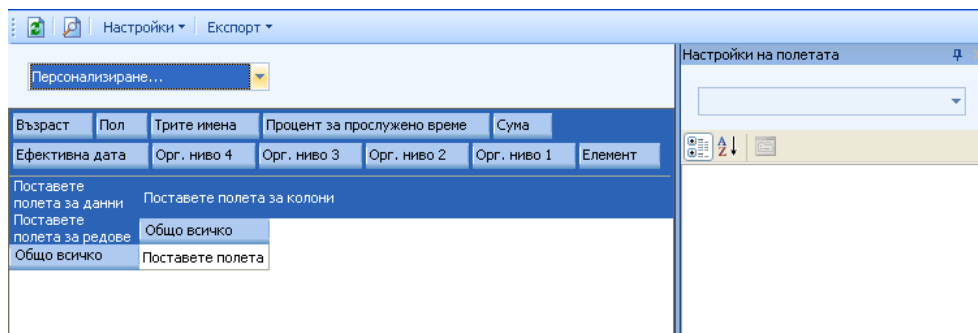 Настройки Експорт
Настройки на полетата
Персонализиране...
Възраст Пол Трите имена Процент за прослужено време Сума
Ефективна дата Орг. ниво 4 Орг. ниво 3 Орг. ниво 2 Орг. ниво 1 Елемент
Поставете
полета за данни
Поставете полета за колони
Поставете
полета за редове
Общо всичко
Общо всичко Поставете полета